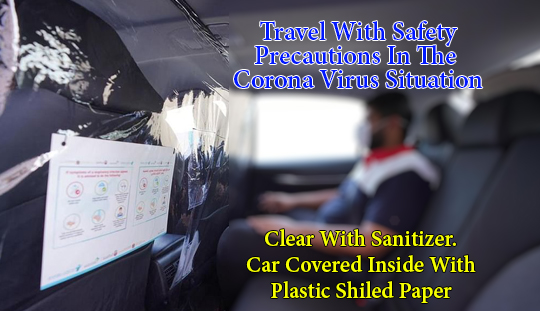 Travel With Safety
Precautions In The
Corona Virus Situation
Clear With Sanitizer.
Car Covered Inside With
Plastic Shiled Paper